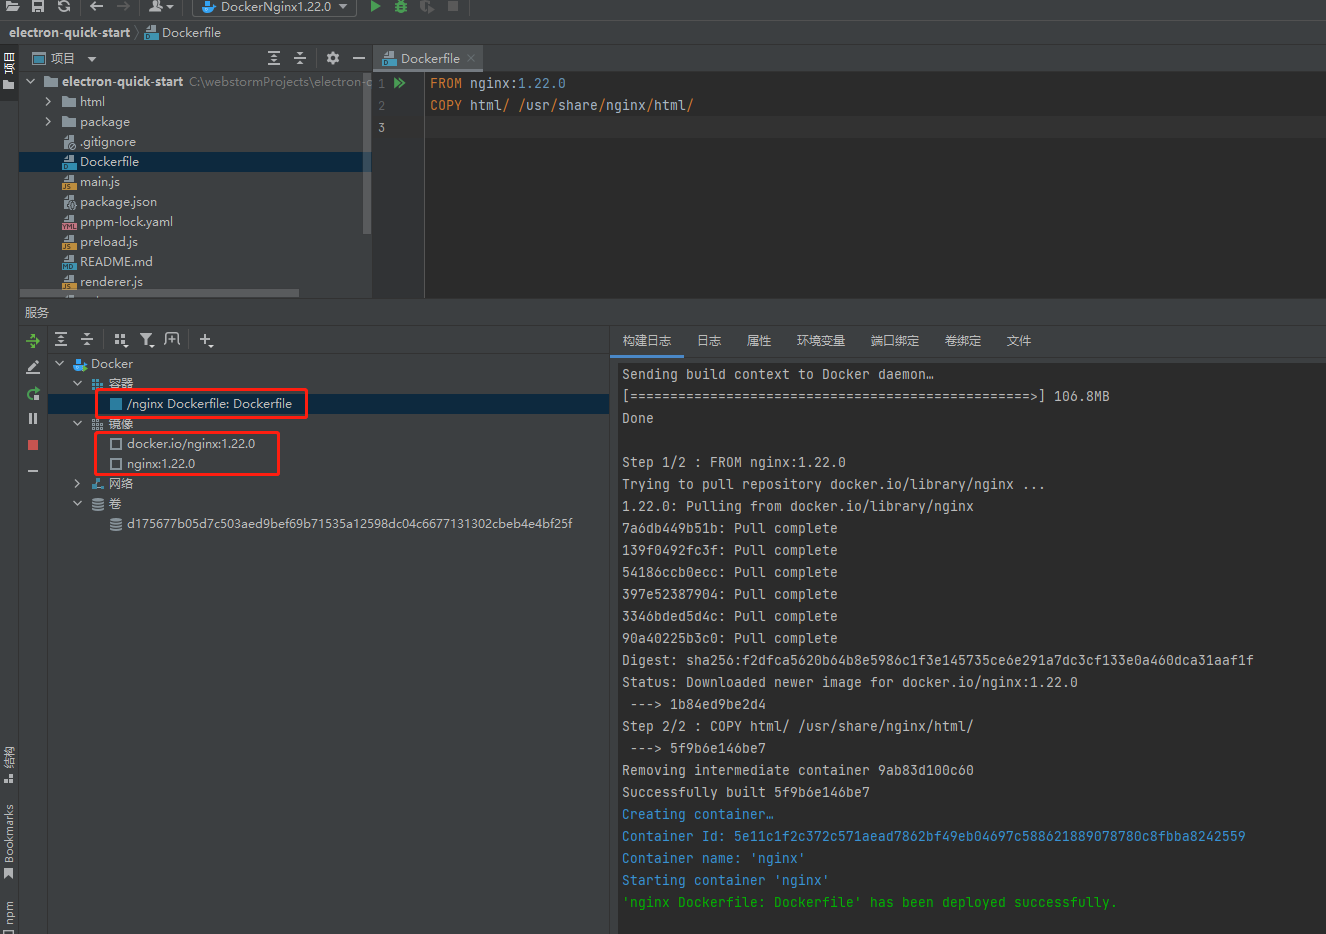 DockerNginx1.22.0
electron-quick-start
Dockerfile
项目
项目
Dockerfile
electron-quick-start C:\webstormProjects\electron-q
html
package
.gitignore
Dockerfile
main.js
package.json
pnpm-lock.yaml
preload.js
README.md
renderer.js
1 FROM nginx:1.22.0
2 COPY html/ /usr/share/nginx/html/
3
服务
Docker
容器
/nginx Dockerfile: Dockerfile
镜像
docker.io/nginx:1.22.0
nginx:1.22.0
网络
卷
d175677b05d7c503aed9bef69b71535a12598dc04c6677131302cbeb4e4bf25f
构建日志 日志 属性 环境变量 端口绑定 卷绑定 文件
Sending build context to Docker daemon…
[==================================================>] 106.8MB
Done
Step 1/2 : FROM nginx:1.22.0
Trying to pull repository docker.io/library/nginx ...
1.22.0: Pulling from docker.io/library/nginx
7a6db449b51b: Pull complete
139f0492fc3f: Pull complete
54186ccb0ecc: Pull complete
397e52387904: Pull complete
3346bded5d4c: Pull complete
90a40225b3c0: Pull complete
Digest: sha256:f2dfca5620b64b8e5986c1f3e145735ce6e291a7dc3cf133e0a460dca31aaf1f
Status: Downloaded newer image for docker.io/nginx:1.22.0
---> 1b84ed9be2d4
Step 2/2 : COPY html/ /usr/share/nginx/html/
---> 5f9b6e146be7
Removing intermediate container 9ab83d100c60
Successfully built 5f9b6e146be7
Creating container…
Container Id: 5e11c1f2c372c571aead7862bf49eb04697c588621889078780c8fbba8242559
Container name: 'nginx'
Starting container 'nginx'
'nginx Dockerfile: Dockerfile' has been deployed successfully.
结构
Bookmarks
npm